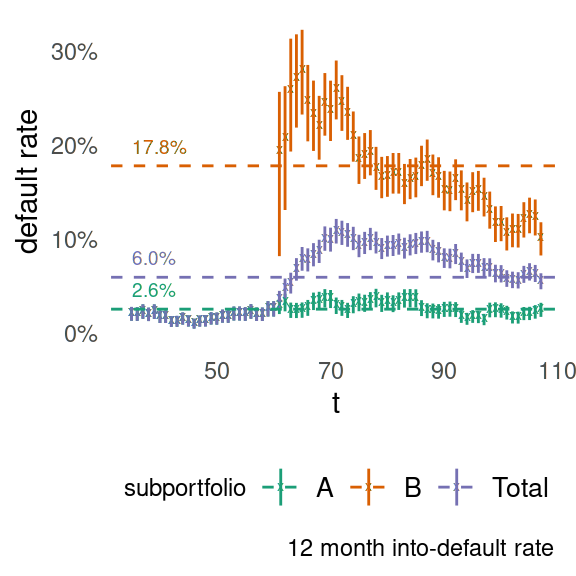 default rate
30%
20%
10%
0%
17.8%
6.0%
2.6%
50
70
90
110
t
subportfolio A B Total
12 month into-default rate